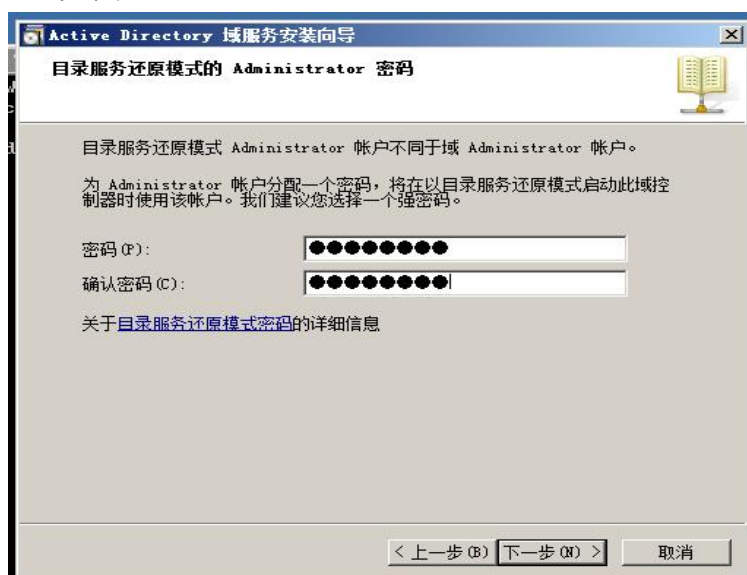 Active Directory 域服务安装向导
目录服务还原模式的 Administrator 密码
目录服务还原模式 Administrator 帐户不同于域 Administrator 帐户。
为 Administrator 帐户分配一个密码，将在以目录服务还原模式启动此域控
制器时使用该帐户。我们建议您选择一个强密码。
密码(P):
●●●●●●●●
确认密码(C):
●●●●●●●●
关于目录服务还原模式密码的详细信息
< 上一步(B)
下一步(N) >
取消